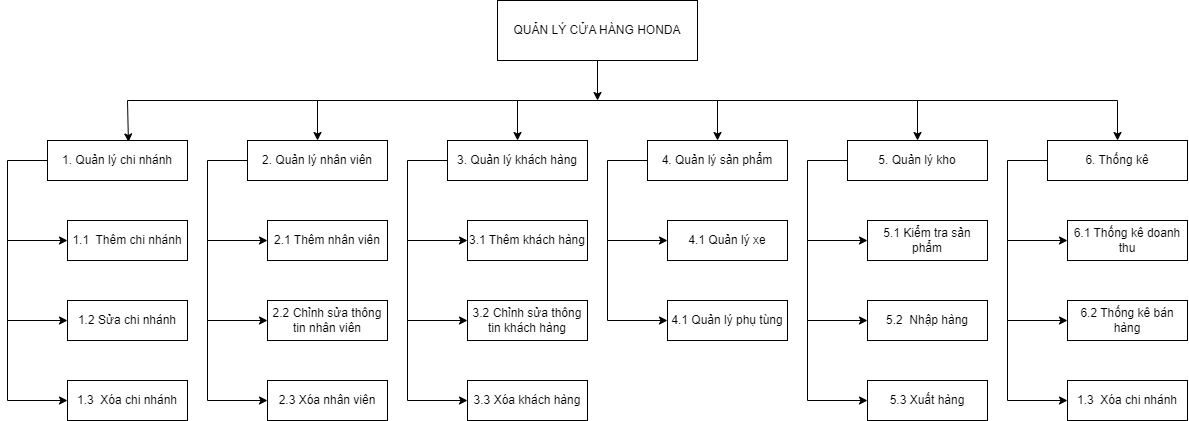 QUẢN LÝ CỬA HÀNG HONDA
1. Quản lý chi nhánh
2. Quản lý nhân viên
3. Quản lý khách hàng
4. Quản lý sản phẩm
5. Quản lý kho
6. Thống kê
1.1 Thêm chi nhánh
2.1 Thêm nhân viên
3.1 Thêm khách hàng
4.1 Quản lý xe
5.1 Kiểm tra sản
phẩm
6.1 Thống kê doanh
thu
1.2 Sửa chi nhánh
2.2 Chỉnh sửa thông
tin nhân viên
3.2 Chỉnh sửa thông
tin khách hàng
4.1 Quản lý phụ tùng
5.2 Nhập hàng
6.2 Thống kê bán
hàng
1.3 Xóa chi nhánh
2.3 Xóa nhân viên
3.3 Xóa khách hàng
5.3 Xuất hàng
1.3 Xóa chi nhánh